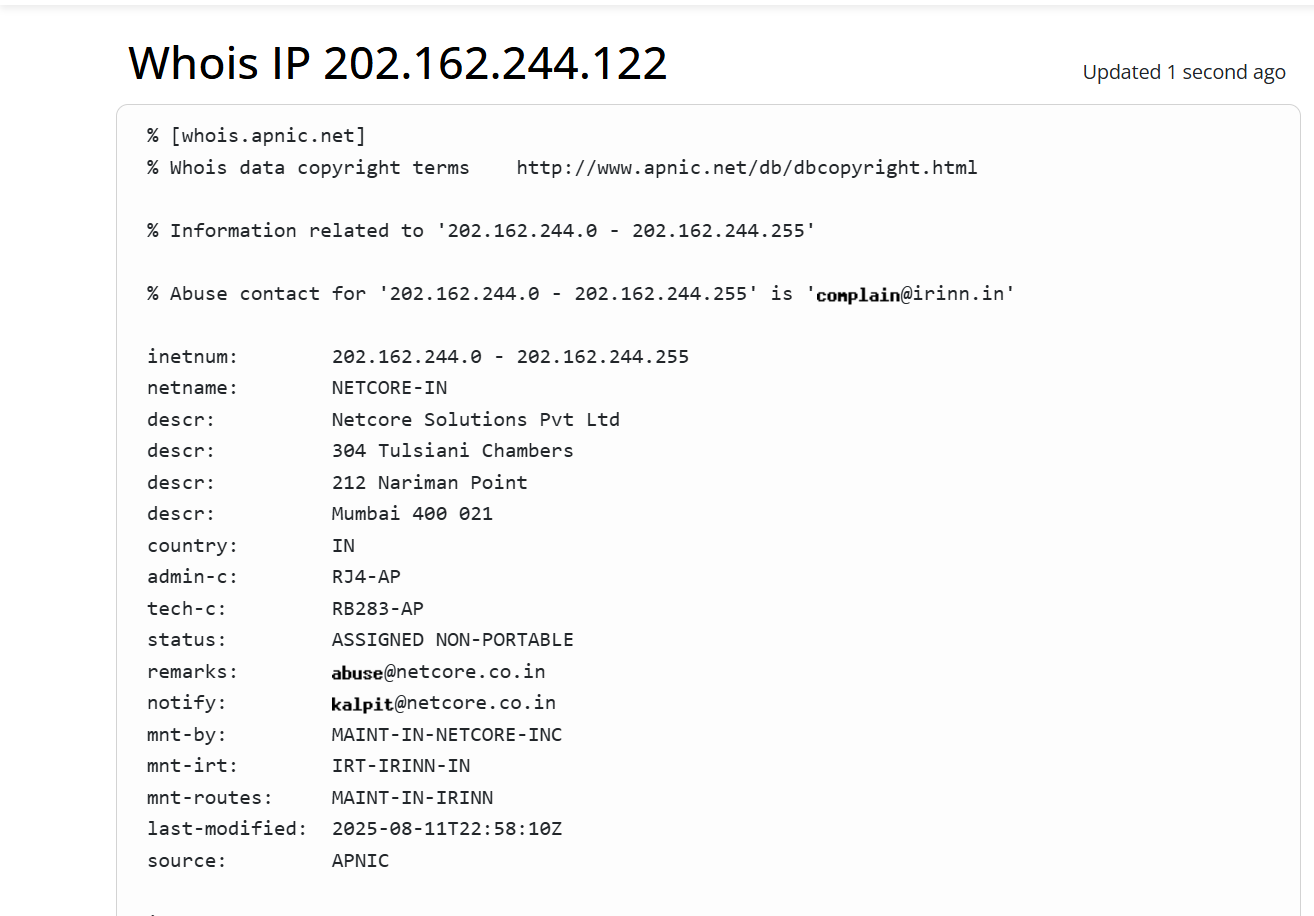 Whois IP 202.162.244.122
Updated 1 second ago
% [whois.apnic.net]
% Whois data copyright terms    http://www.apnic.net/db/dbcopyright.html
% Information related to '202.162.244.0 - 202.162.244.255'
% Abuse contact for '202.162.244.0 - 202.162.244.255' is 'complain@irinn.in'
inetnum:        202.162.244.0 - 202.162.244.255
netname:        NETCORE-IN
descr:          Netcore Solutions Pvt Ltd
descr:          304 Tulsiani Chambers
descr:          212 Nariman Point
descr:          Mumbai 400 021
country:        IN
admin-c:        RJ4-AP
tech-c:         RB283-AP
status:         ASSIGNED NON-PORTABLE
remarks:        abuse@netcore.co.in
notify:         kalpit@netcore.co.in
mnt-by:         MAINT-IN-NETCORE-INC
mnt-irt:        IRT-IRINN-IN
mnt-routes:     MAINT-IN-IRINN
last-modified:  2025-08-11T22:58:10Z
source:         APNIC